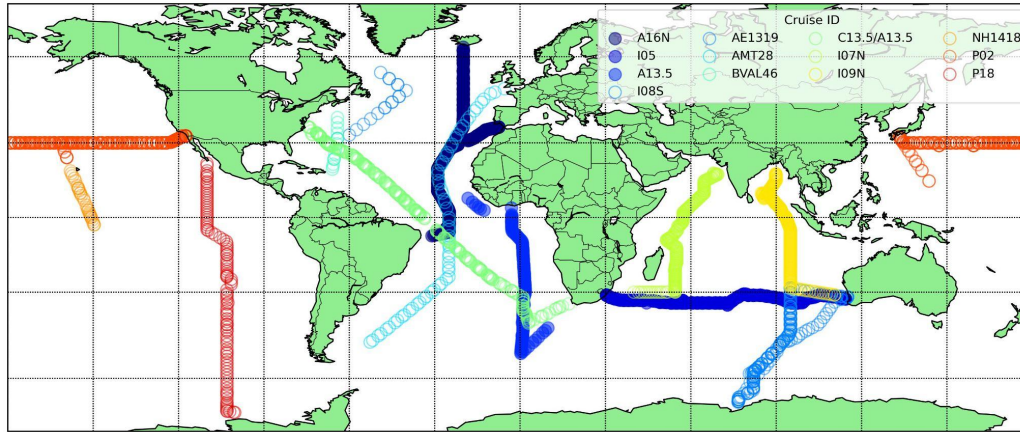 Cruise ID
A16N AE1319 C13.5/A13.5 NH1418
I05 AMT28 I07N P02
A13.5 BVAL46 I09N P18
I08S